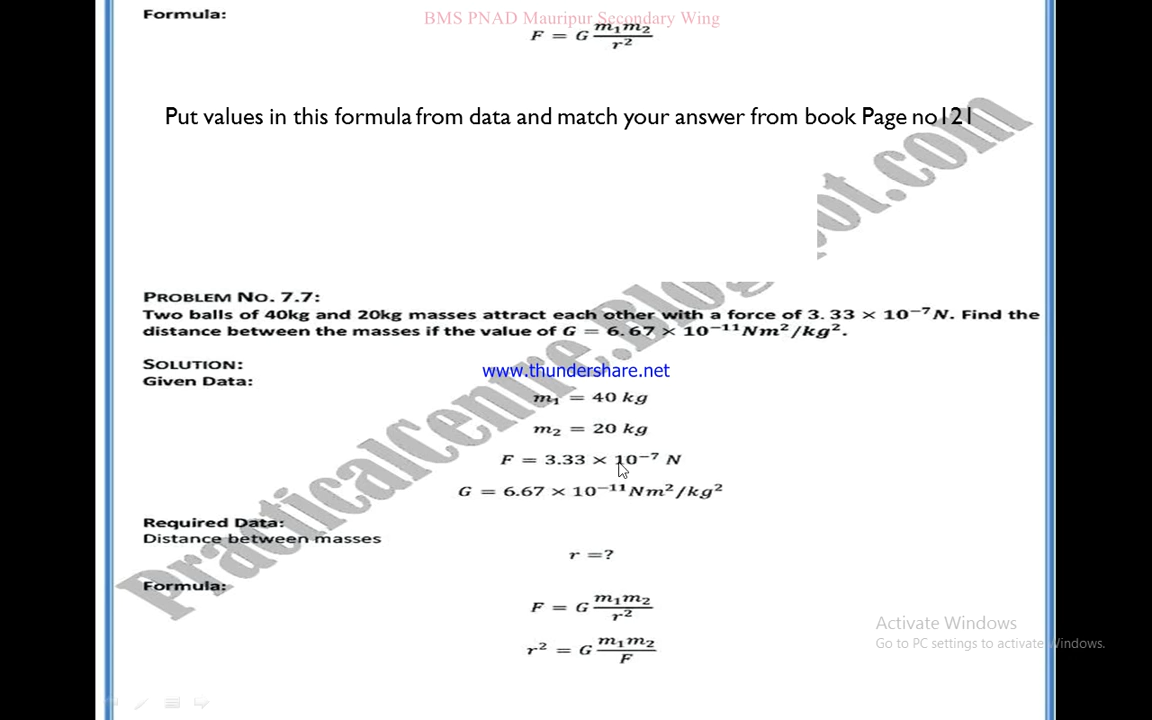 BMS PNAD Mauripur Secondary Wing
Formula:
F = G m₁m₂/r²
Put values in this formula from data and match your answer from book Page no121
PROBLEM NO. 7.7:
Two balls of 40kg and 20kg masses attract each other with a force of 3.33 × 10⁻⁷N. Find the
distance between the masses if the value of G = 6.67 × 10⁻¹¹Nm²/kg².
SOLUTION:
www.thundershare.net
Given Data:
m₁ = 40 kg
m₂ = 20 kg
F = 3.33 × 10⁻⁷ N
G = 6.67 × 10⁻¹¹Nm²/kg²
Required Data:
Distance between masses
r =?
Formula:
F = G m₁m₂/r²
r² = G m₁m₂/F
Activate Windows
Go to PC settings to activate Windows.